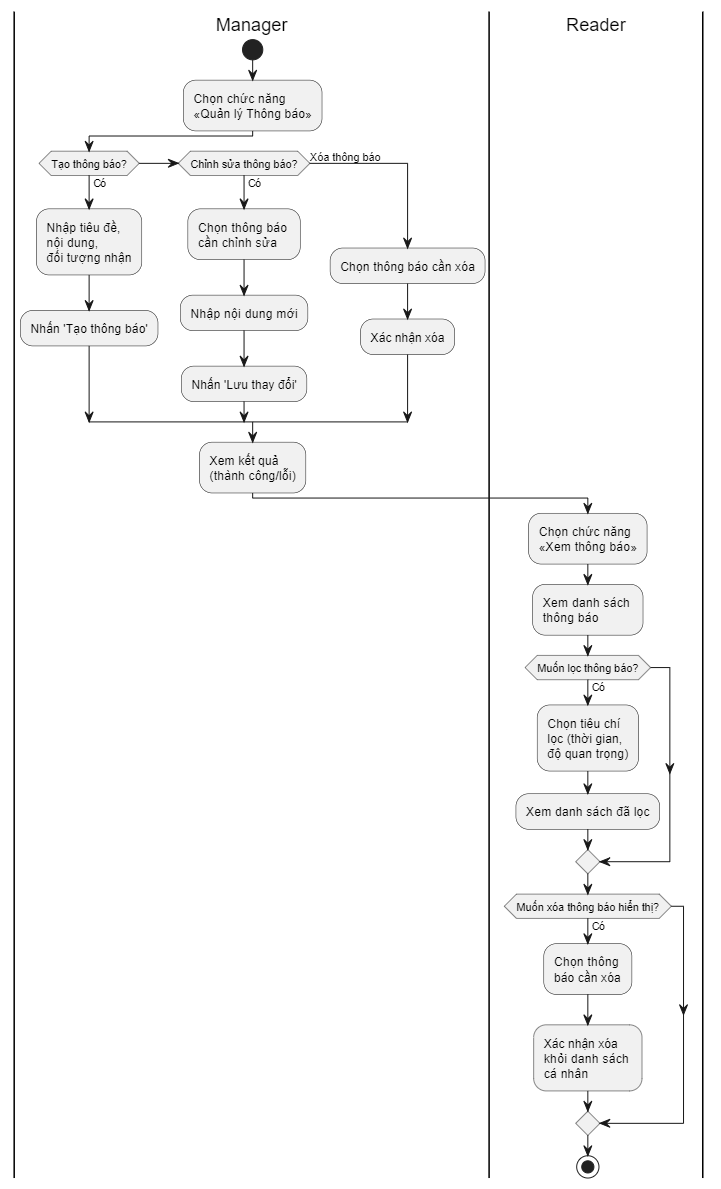 Manager
Reader
Chọn chức năng
«Quản lý Thông báo»
Tạo thông báo?
Chỉnh sửa thông báo?
Xóa thông báo
Có
Có
Nhập tiêu đề,
nội dung,
đối tượng nhận
Chọn thông báo
cần chỉnh sửa
Chọn thông báo cần xóa
Nhấn 'Tạo thông báo'
Nhập nội dung mới
Xác nhận xóa
Nhấn 'Lưu thay đổi'
Xem kết quả
(thành công/lỗi)
Chọn chức năng
«Xem thông báo»
Xem danh sách
thông báo
Muốn lọc thông báo?
Có
Chọn tiêu chí
lọc (thời gian,
độ quan trọng)
Xem danh sách đã lọc
Muốn xóa thông báo hiển thị?
Có
Chọn thông
báo cần xóa
Xác nhận xóa
khỏi danh sách
cá nhân